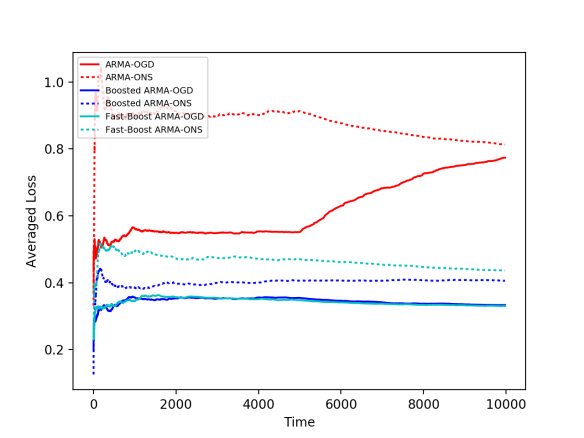 ARMA-OGD
ARMA-ONS
Boosted ARMA-OGD
Boosted ARMA-ONS
Fast-Boost ARMA-OGD
Fast-Boost ARMA-ONS
1.0
0.8
0.6
0.4
0.2
Averaged Loss
0 2000 4000 6000 8000 10000
Time